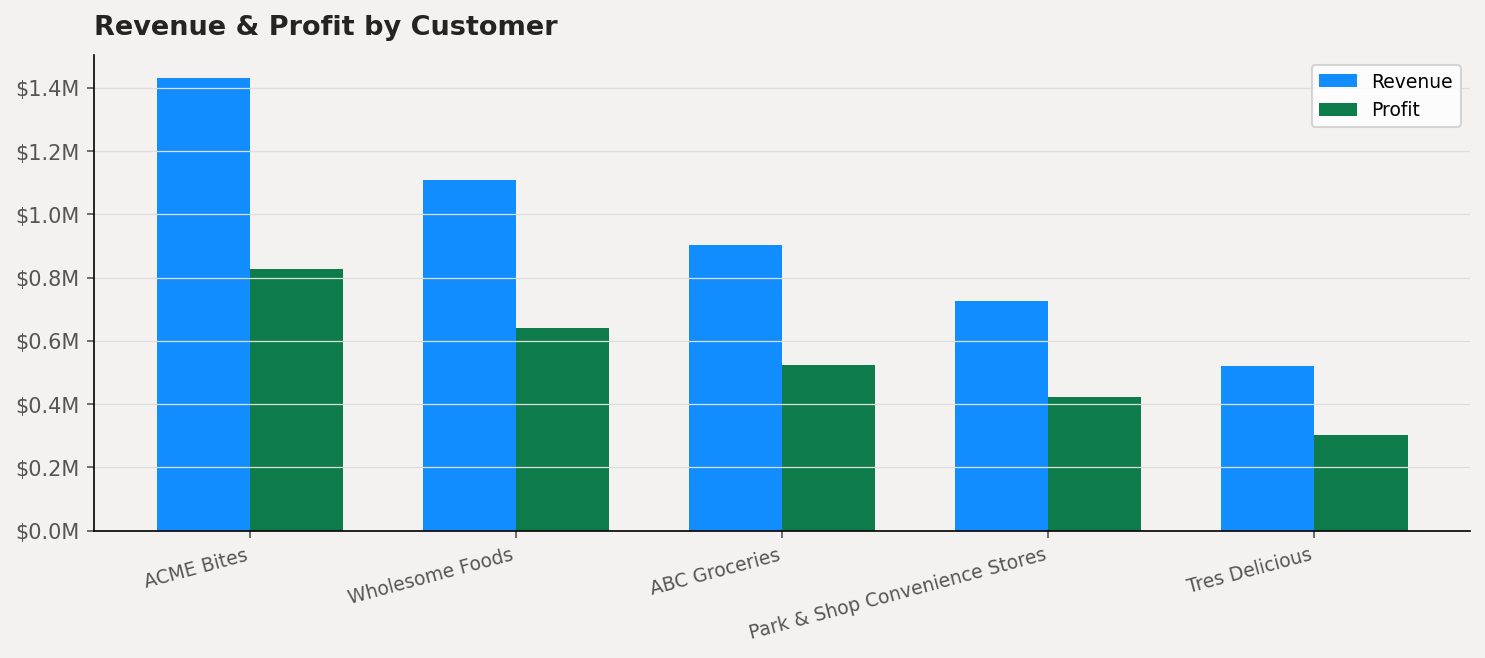 Revenue & Profit by Customer
Revenue
Profit
$1.4M
$1.2M
$1.0M
$0.8M
$0.6M
$0.4M
$0.2M
$0.0M
ACME Bites
Wholesome Foods
ABC Groceries
Park & Shop Convenience Stores
Tres Delicious